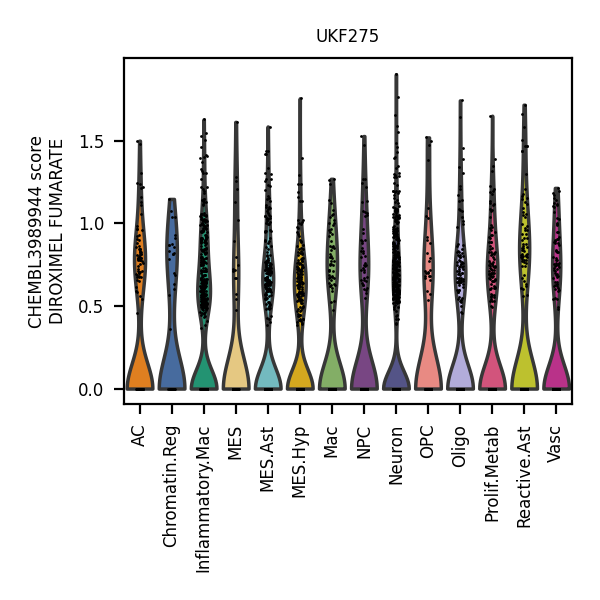 UKF275
CHEMBL3989944 score
DIROXIMEL FUMARATE
1.5
1.0
0.5
0.0
AC
Chromatin.Reg
Inflammatory.Mac
MES
MES.Ast
MES.Hyp
Mac
NPC
Neuron
OPC
Oligo
Prolif.Metab
Reactive.Ast
Vasc